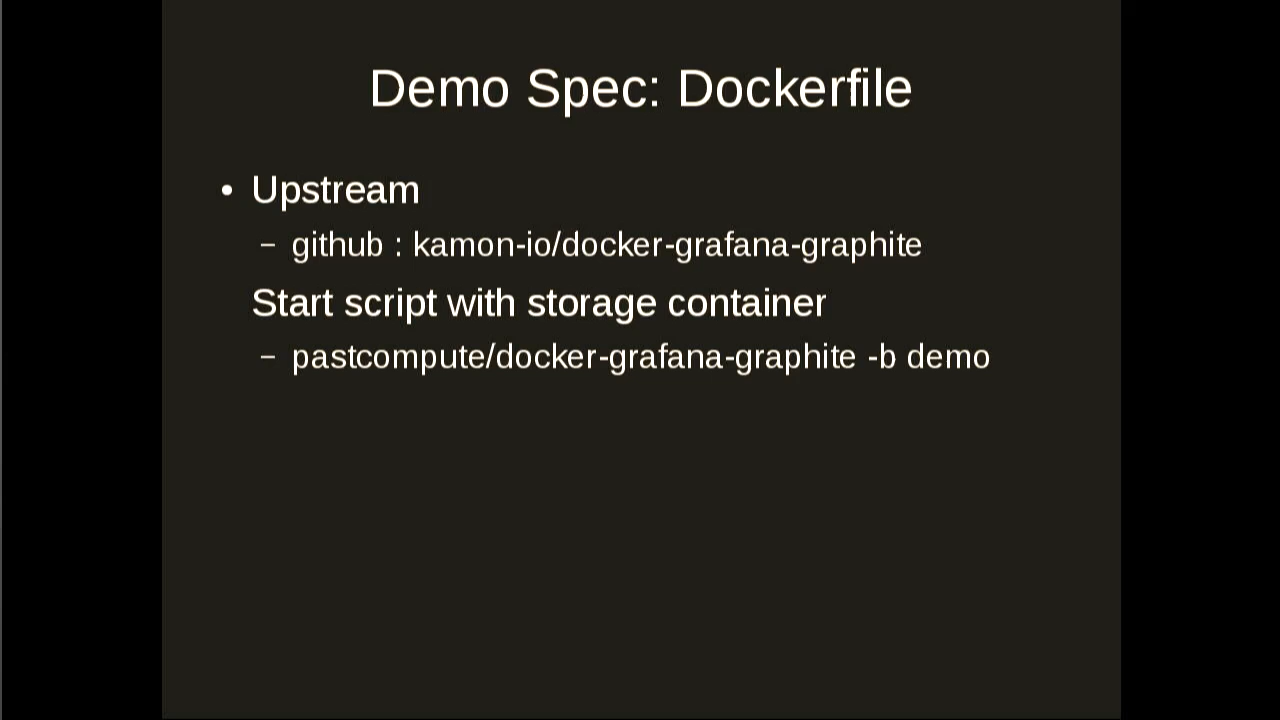 Demo Spec: Dockerfile
• Upstream
– github : kamon-io/docker-grafana-graphite
Start script with storage container
– pastcompute/docker-grafana-graphite -b demo